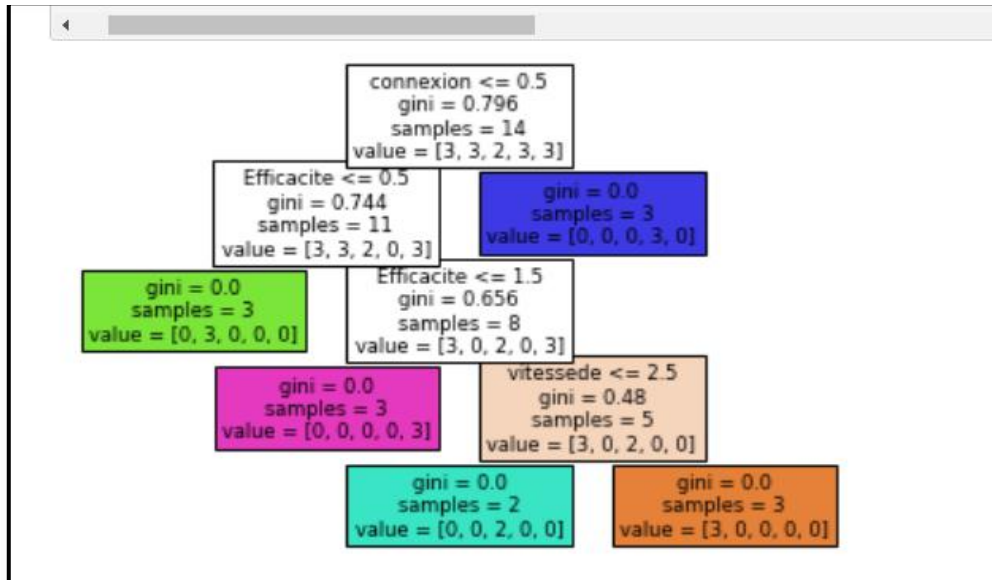 connexion <= 0.5
gini = 0.796
samples = 14
value = [3, 3, 2, 3, 3]
Efficacite <= 0.5
gini = 0.744
samples = 11
value = [3, 3, 2, 0, 3]
gini = 0.0
samples = 3
value = [0, 0, 0, 3, 0]
gini = 0.0
samples = 3
value = [0, 3, 0, 0, 0]
Efficacite <= 1.5
gini = 0.656
samples = 8
value = [3, 0, 2, 0, 3]
gini = 0.0
samples = 3
value = [0, 0, 0, 0, 3]
vitessede <= 2.5
gini = 0.48
samples = 5
value = [3, 0, 2, 0, 0]
gini = 0.0
samples = 2
value = [0, 0, 2, 0, 0]
gini = 0.0
samples = 3
value = [3, 0, 0, 0, 0]